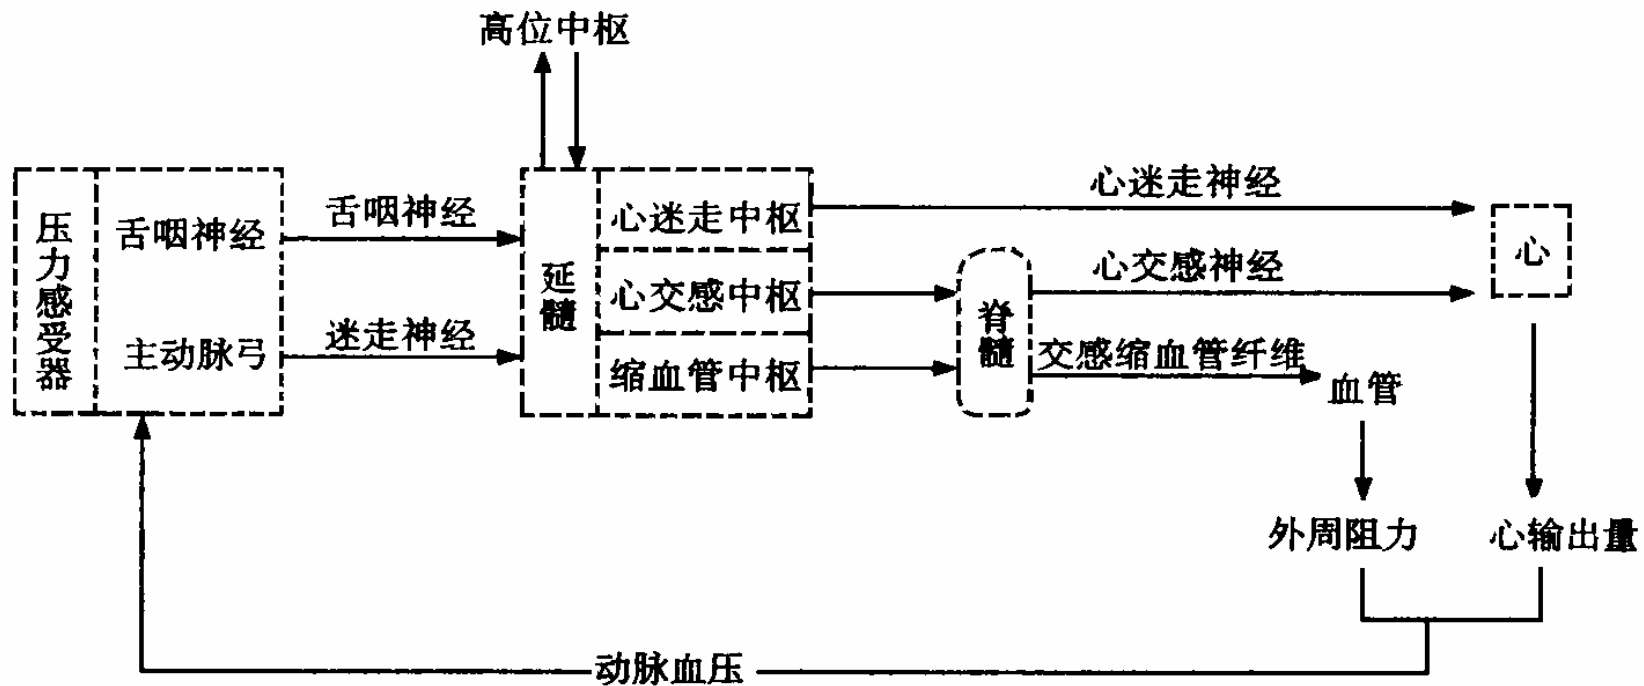 高位中枢
压力感受器
舌咽神经
主动脉弓
舌咽神经
迷走神经
延髓
心迷走中枢
心交感中枢
缩血管中枢
脊髓
心迷走神经
心交感神经
交感缩血管纤维
心
血管
外周阻力
心输出量
动脉血压